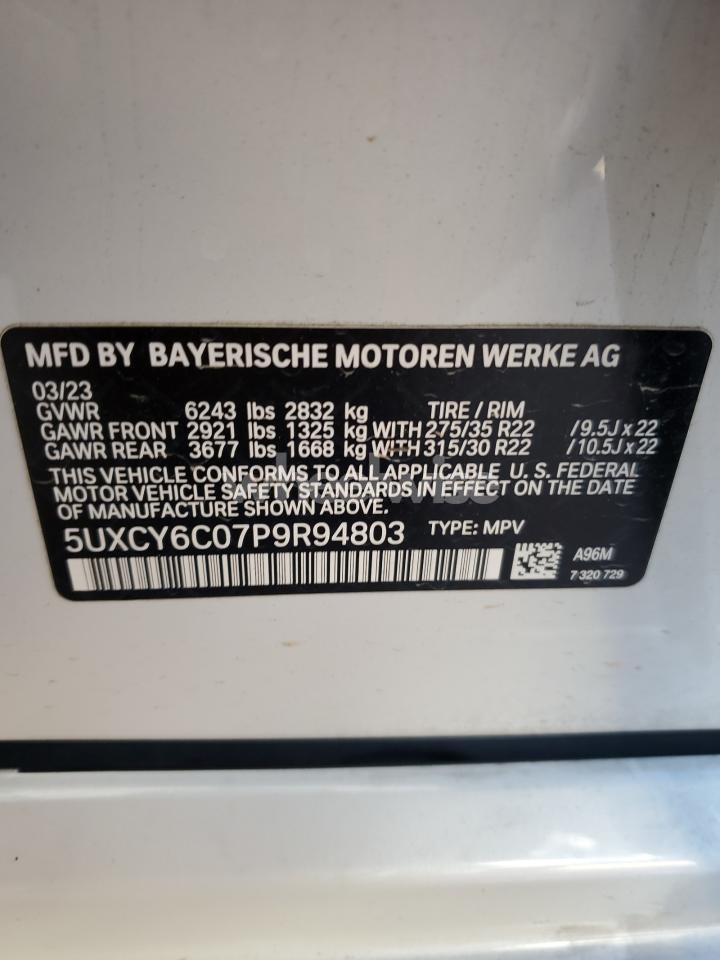 MFD BY BAYERISCHE MOTOREN WERKE AG
03/23
GVWR 6243 lbs 2832 kg TIRE / RIM
GAWR FRONT 2921 lbs 1325 kg WITH 275/35 R22 /9.5J x 22
GAWR REAR 3677 lbs 1668 kg WITH 315/30 R22 /10.5J x 22
THIS VEHICLE CONFORMS TO ALL APPLICABLE U. S. FEDERAL
MOTOR VEHICLE SAFETY STANDARDS IN EFFECT ON THE DATE
OF MANUFACTURE SHOWN ABOVE.
5UXCY6C07P9R94803 TYPE: MPV
A96M
7 320 729